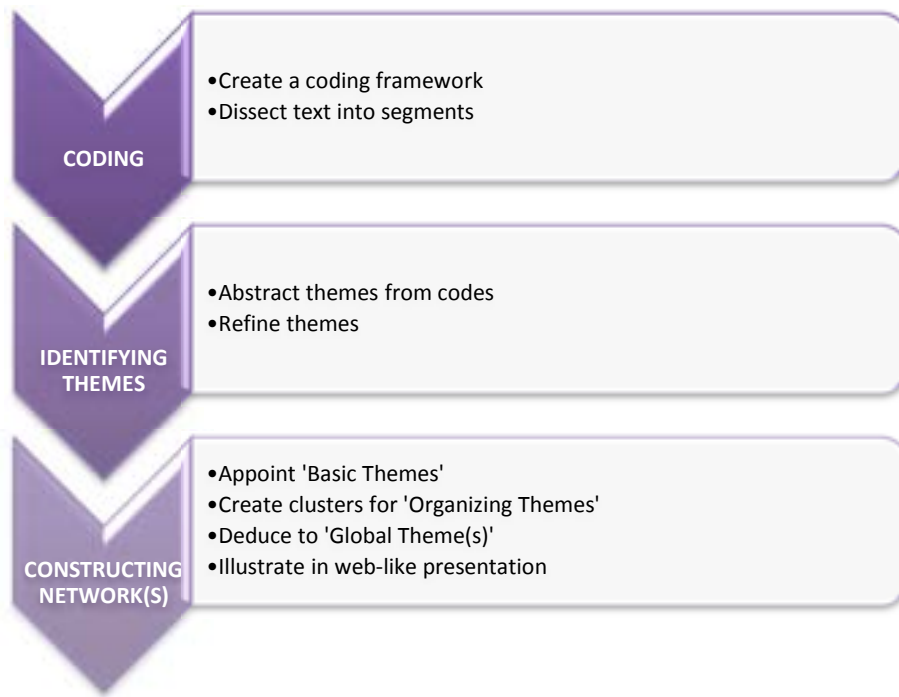 •Create a coding framework
•Dissect text into segments
CODING
•Abstract themes from codes
•Refine themes
IDENTIFYING
THEMES
•Appoint 'Basic Themes'
•Create clusters for 'Organizing Themes'
•Deduce to 'Global Theme(s)'
•Illustrate in web-like presentation
CONSTRUCTING
NETWORK(S)